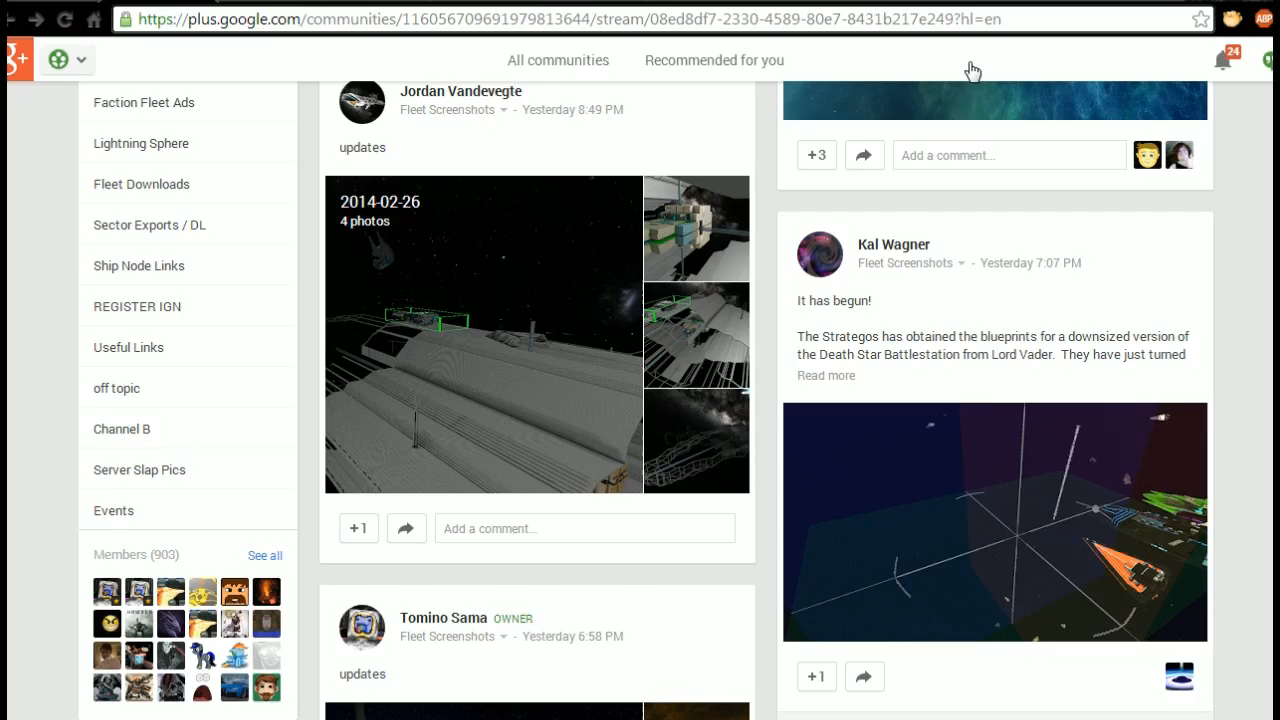 https://plus.google.com/communities/116056709691979813644/stream/08ed8df7-2330-4589-80e7-8431b217e249?hl=en
ABP
g+
All communities
Recommended for you
24
Faction Fleet Ads
Lightning Sphere
Fleet Downloads
Sector Exports / DL
Ship Node Links
REGISTER IGN
Useful Links
off topic
Channel B
Server Slap Pics
Events
Members (903)
See all
Jordan Vandevegte
Fleet Screenshots - Yesterday 8:49 PM
updates
2014-02-26
4 photos
+1
Add a comment...
Tomino Sama OWNER
Fleet Screenshots - Yesterday 6:58 PM
updates
+3
Add a comment...
Kal Wagner
Fleet Screenshots - Yesterday 7:07 PM
It has begun!
The Strategos has obtained the blueprints for a downsized version of
the Death Star Battlestation from Lord Vader. They have just turned
Read more
+1